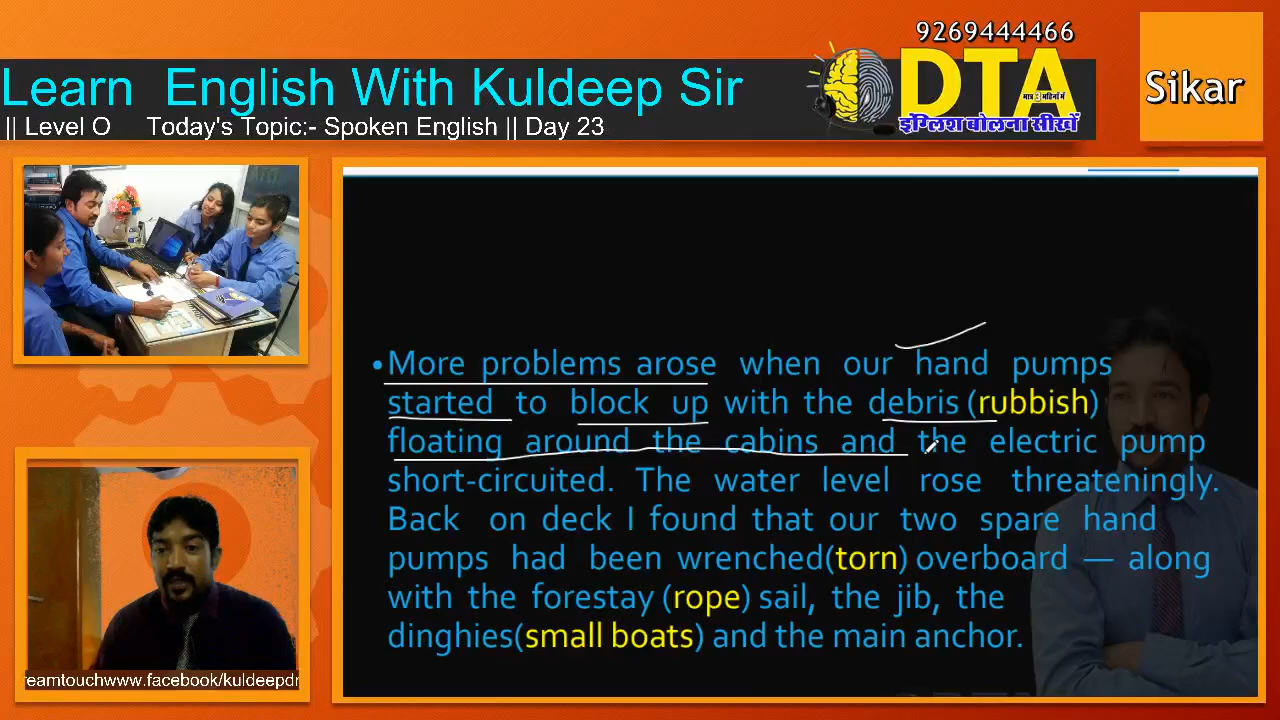 9269444466
Learn English With Kuldeep Sir
|| Level O Today's Topic:- Spoken English || Day 23
DTA
मात्र 3 महिनों में
इंग्लिश बोलना सीखें
Sikar
•More problems arose when our hand pumps
started to block up with the debris (rubbish)
floating around the cabins and the electric pump
short-circuited. The water level rose threateningly.
Back on deck I found that our two spare hand
pumps had been wrenched(torn) overboard — along
with the forestay (rope) sail, the jib, the
dinghies(small boats) and the main anchor.
reamtouchwww.facebook/kuldeepdr